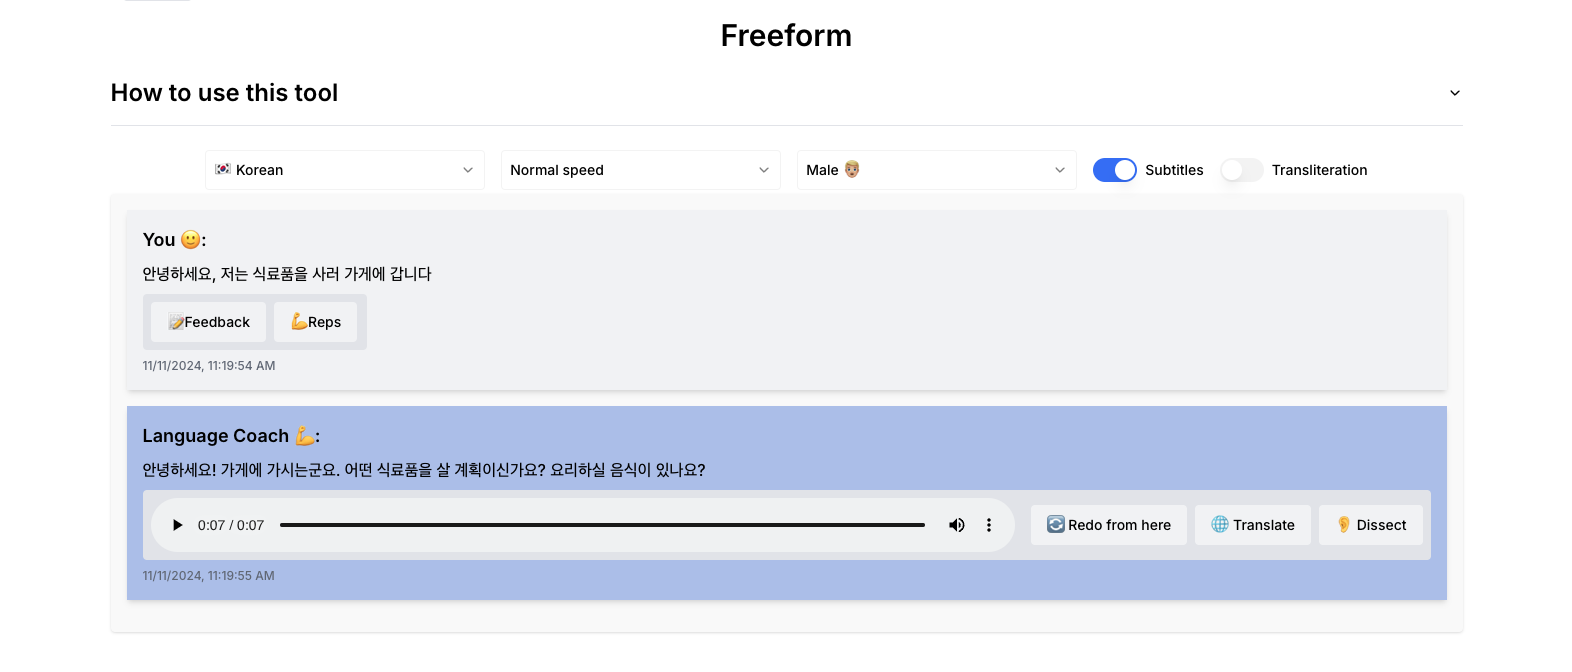 Freeform
How to use this tool
🇰🇷 Korean
Normal speed
Male 👨🏼
Subtitles
Transliteration
You 🙂:
안녕하세요, 저는 식료품을 사러 가게에 갑니다
📝Feedback
💪Reps
11/11/2024, 11:19:54 AM
Language Coach 💪:
안녕하세요! 가게에 가시는군요. 어떤 식료품을 살 계획이신가요? 요리하실 음식이 있나요?
0:07 / 0:07
🔄 Redo from here
🌐 Translate
👂 Dissect
11/11/2024, 11:19:55 AM